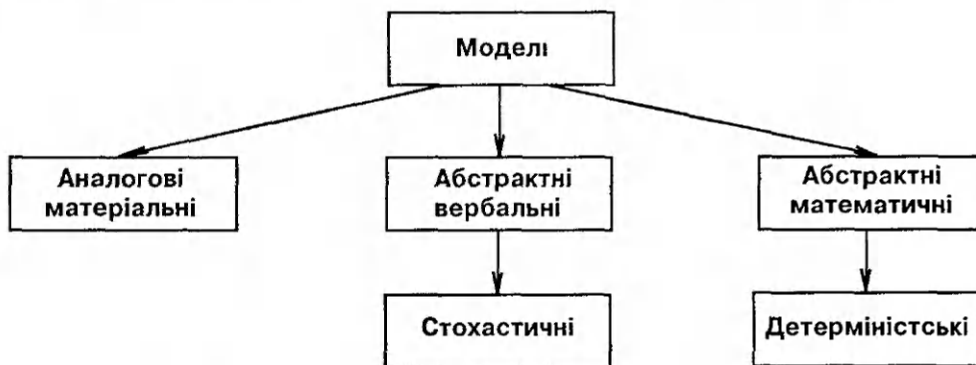 Моделі
Аналогові
матеріальні
Абстрактні
вербальні
Абстрактні
математичні
Стохастичні
Детерміністські